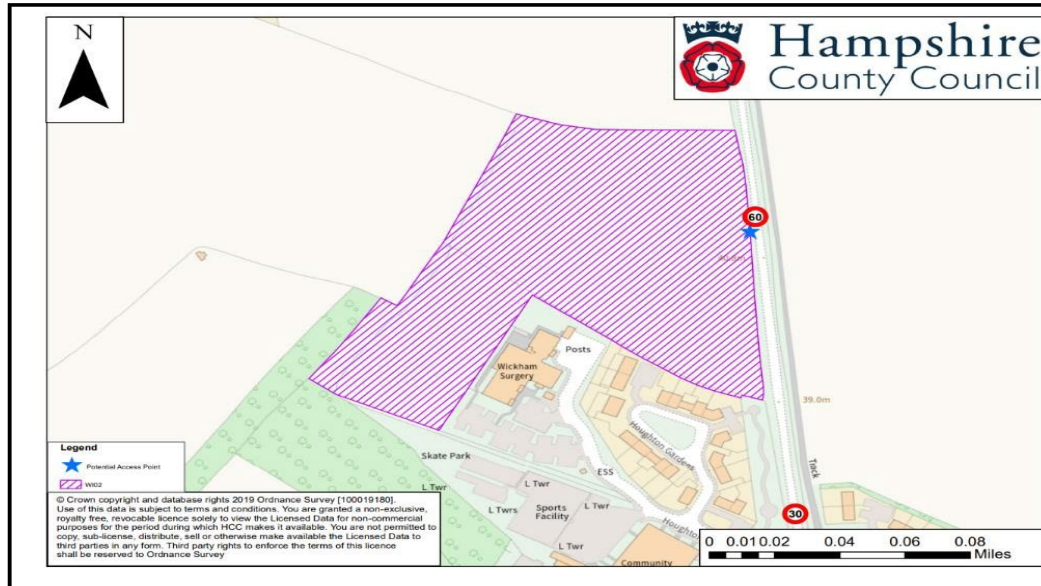 N
Hampshire
County Council
60
40.3m
Posts
Wickham
Surgery
Houghton Gardens
39.0m
Track
Skate Park
ESS
L Twr
L Twr
L Twrs
Sports
Facility
L Twr
L Twr
Community
30
Legend
Potential Access Point
WI02
© Crown copyright and database rights 2019 Ordnance Survey [100019180].
Use of this data is subject to terms and conditions. You are granted a non-exclusive,
royalty free, revocable licence solely to view the Licensed Data for non-commercial
purposes for the period during which HCC makes it available. You are not permitted to
copy, sub-license, distribute, sell or otherwise make available the Licensed Data to
third parties in any form. Third party rights to enforce the terms of this licence
shall be reserved to Ordnance Survey
0 0.010.02 0.04 0.06 0.08
Miles